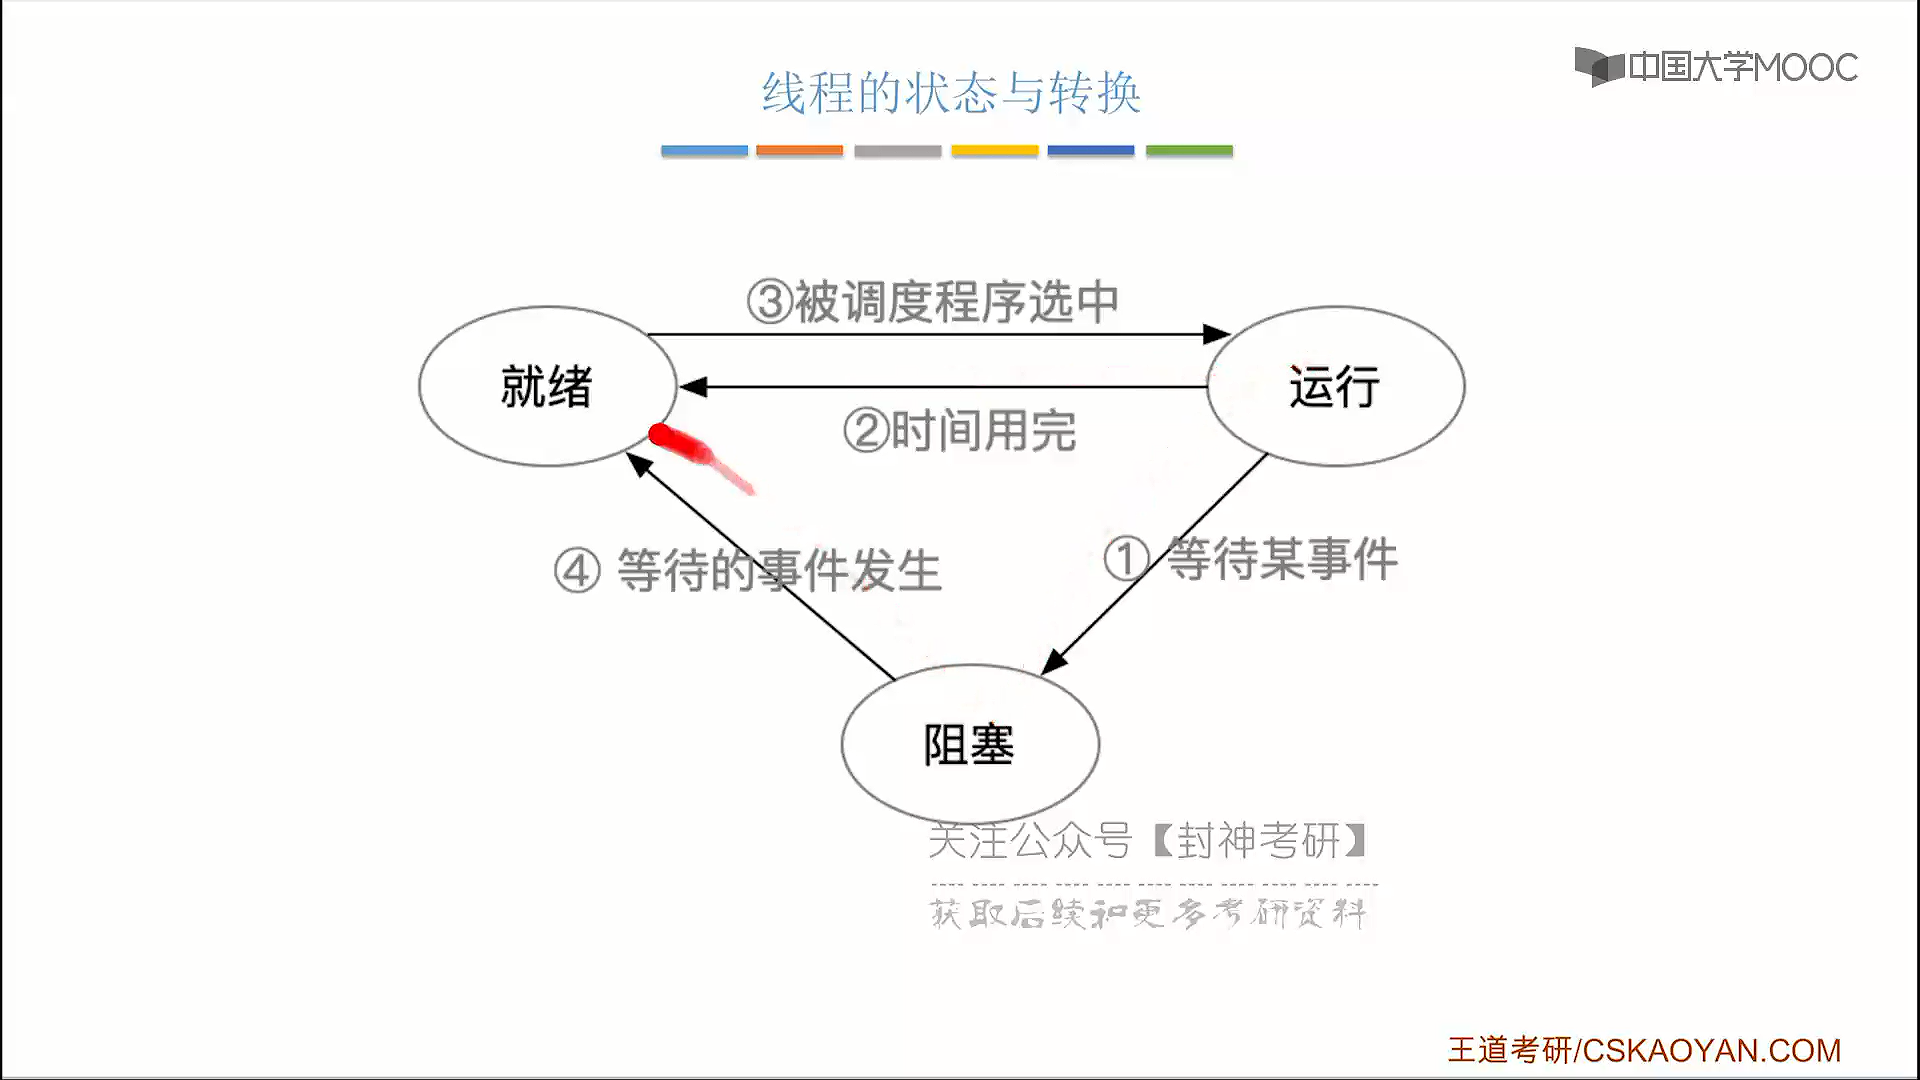 中国大学MOOC
线程的状态与转换
③被调度程序选中
就绪
运行
②时间用完
④ 等待的事件发生
① 等待某事件
阻塞
关注公众号【封神考研】
获取后续和更多考研资料
王道考研/CSKAOYAN.COM